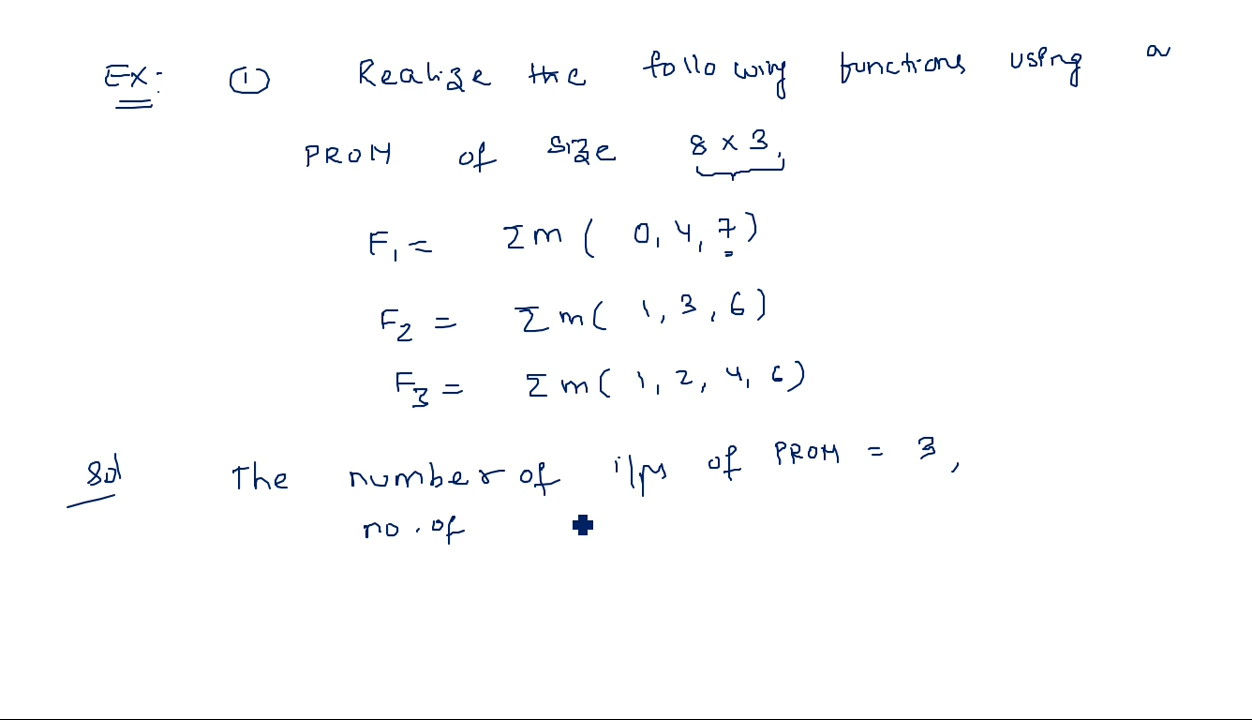 Ex: ① Realize the following functions using a
PROM of size 8 x 3,
F₁ = Σm ( 0, 4, 7 )
F₂ = Σm ( 1, 3, 6 )
F₃ = Σm ( 1, 2, 4, 6 )
Sol The number of i/ps of PROM = 3,
no. of